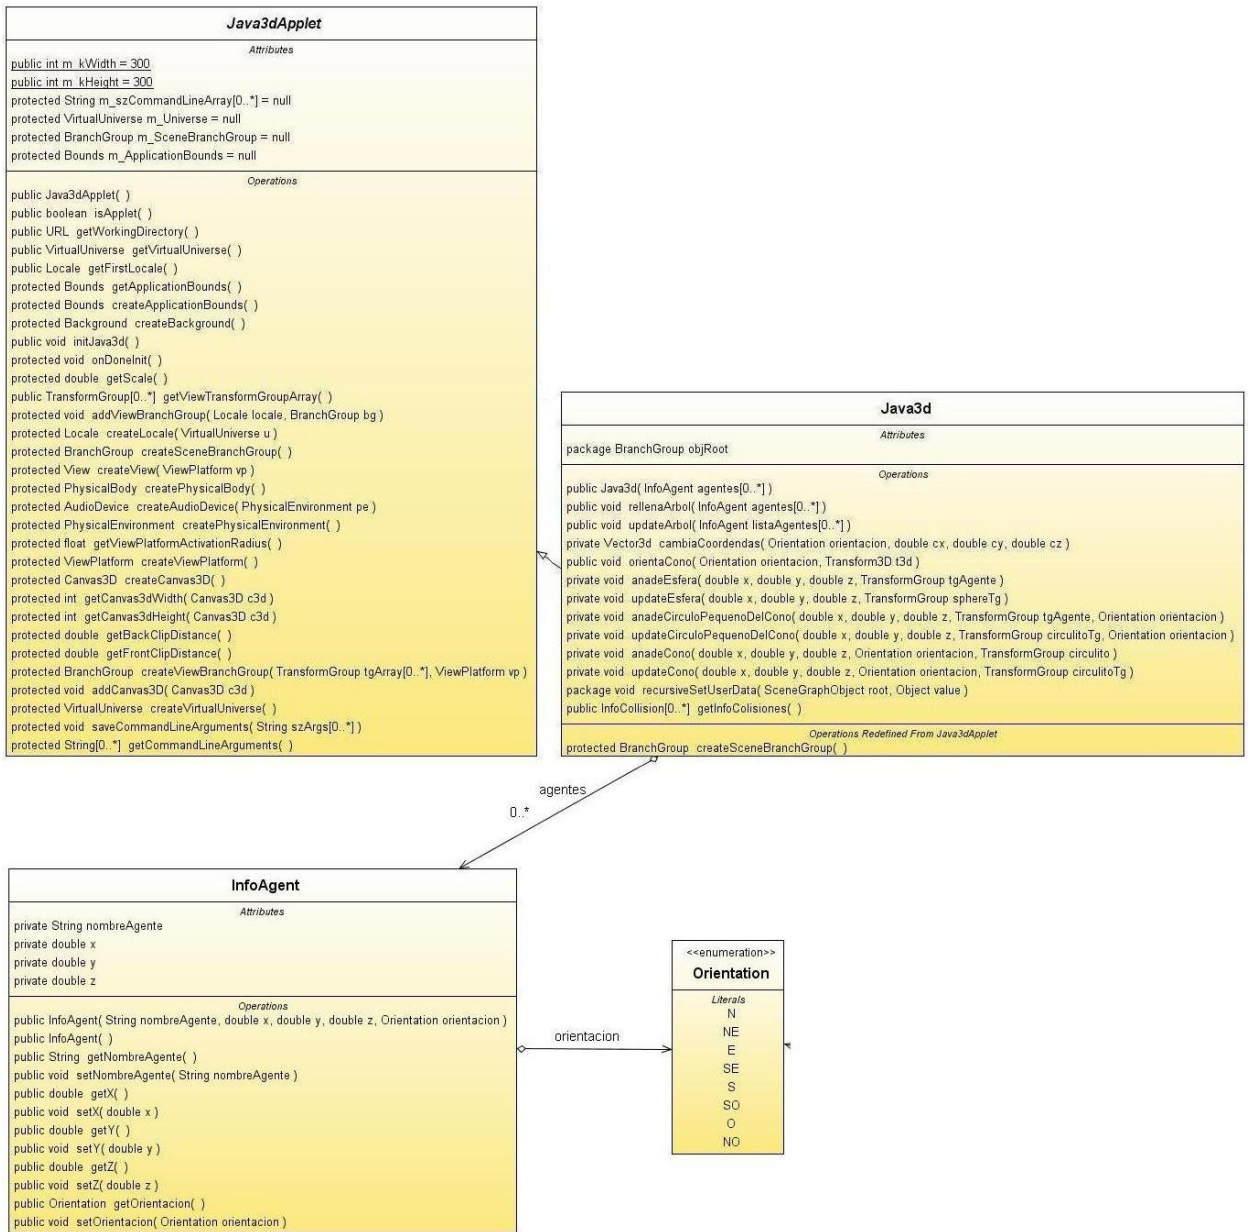 Java3dApplet
Attributes
public int m_kWidth = 300
public int m_kHeight = 300
protected String m_szCommandLineArray[0..*] = null
protected VirtualUniverse m_Universe = null
protected BranchGroup m_SceneBranchGroup = null
protected Bounds m_ApplicationBounds = null
Operations
public Java3dApplet( )
public boolean isApplet( )
public URL getWorkingDirectory( )
public VirtualUniverse getVirtualUniverse( )
public Locale getFirstLocale( )
protected Bounds getApplicationBounds( )
protected Bounds createApplicationBounds( )
protected Background createBackground( )
public void initJava3d( )
protected void onDoneInit( )
protected double getScale( )
public TransformGroup[0..*] getViewTransformGroupArray( )
protected void addViewBranchGroup( Locale locale, BranchGroup bg )
protected Locale createLocale( VirtualUniverse u )
protected BranchGroup createSceneBranchGroup( )
protected View createView( ViewPlatform vp )
protected PhysicalBody createPhysicalBody( )
protected AudioDevice createAudioDevice( PhysicalEnvironment pe )
protected PhysicalEnvironment createPhysicalEnvironment( )
protected float getViewPlatformActivationRadius( )
protected ViewPlatform createViewPlatform( )
protected Canvas3D createCanvas3D( )
protected int getCanvas3dWidth( Canvas3D c3d )
protected int getCanvas3dHeight( Canvas3D c3d )
protected double getBackClipDistance( )
protected double getFrontClipDistance( )
protected BranchGroup createViewBranchGroup( TransformGroup tgArray[0..*], ViewPlatform vp )
protected void addCanvas3D( Canvas3D c3d )
protected VirtualUniverse createVirtualUniverse( )
protected void saveCommandLineArguments( String szArgs[0..*] )
protected String[0..*] getCommandLineArguments( )
Java3d
Attributes
package BranchGroup objRoot
Operations
public Java3d( InfoAgent agentes[0..*] )
public void rellenaArbol( InfoAgent agentes[0..*] )
public void updateArbol( InfoAgent listaAgentes[0..*] )
private Vector3d cambiaCoordendas( Orientation orientacion, double cx, double cy, double cz )
public void orientaCono( Orientation orientacion, Transform3D t3d )
private void anadeEsfera( double x, double y, double z, TransformGroup tgAgente )
private void updateEsfera( double x, double y, double z, TransformGroup sphereTg )
private void anadeCirculoPequenoDelCono( double x, double y, double z, TransformGroup tgAgente, Orientation orientacion )
private void updateCirculoPequenoDelCono( double x, double y, double z, TransformGroup circulitoTg, Orientation orientacion )
private void anadeCono( double x, double y, double z, Orientation orientacion, TransformGroup circulito )
private void updateCono( double x, double y, double z, Orientation orientacion, TransformGroup circulitoTg )
package void recursiveSetUserData( SceneGraphObject root, Object value )
public InfoCollision[0..*] getInfoColisiones( )
Operations Redefined From Java3dApplet
protected BranchGroup createSceneBranchGroup( )
agentes
0..*
InfoAgent
Attributes
private String nombreAgente
private double x
private double y
private double z
Operations
public InfoAgent( String nombreAgente, double x, double y, double z, Orientation orientacion )
public InfoAgent( )
public String getNombreAgente( )
public void setNombreAgente( String nombreAgente )
public double getX( )
public void setX( double x )
public double getY( )
public void setY( double y )
public double getZ( )
public void setZ( double z )
public Orientation getOrientacion( )
public void setOrientacion( Orientation orientacion )
orientacion
<<enumeration>>
Orientation
Literals
N
NE
E
SE
S
SO
O
NO